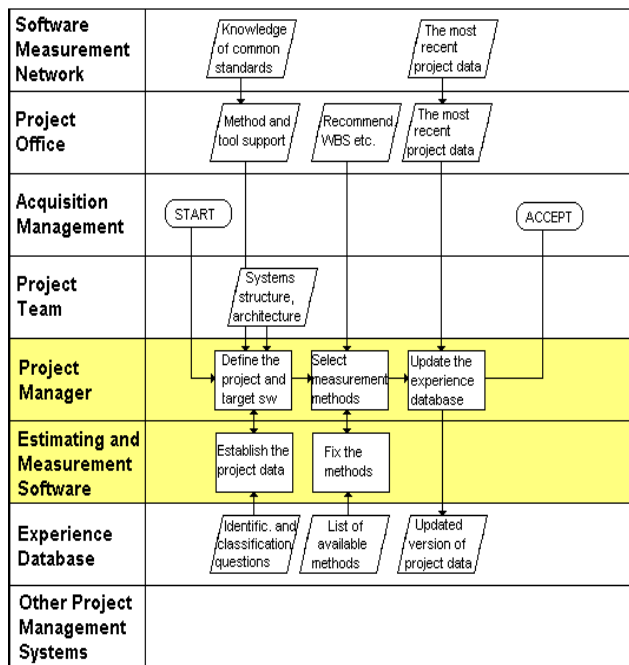 Software
Measurement
Network
Knowledge
of common
standards
The most
recent
project data
Project
Office
Method and
tool support
Recommend.
WBS etc.
The most
recent
project data
Acquisition
Management
START
ACCEPT
Project
Team
Systems
structure,
architecture
Project
Manager
Define the
project and
target sw
Select
measurement
methods
Update the
experience
database
Estimating and
Measurement
Software
Establish the
project data
Fix the
methods
Experience
Database
Identific. and
classification
questions
List of
available
methods
Updated
version of
project data
Other Project
Management
Systems